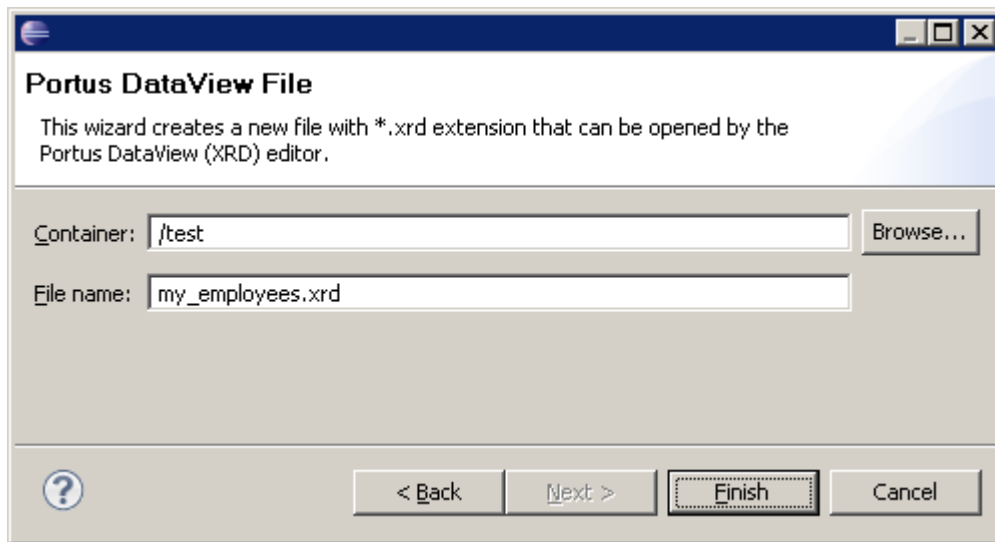 Portus DataView File
This wizard creates a new file with *.xrd extension that can be opened by the
Portus DataView (XRD) editor.
Container: /test Browse...
File name: my_employees.xrd
? < Back Next > Finish Cancel